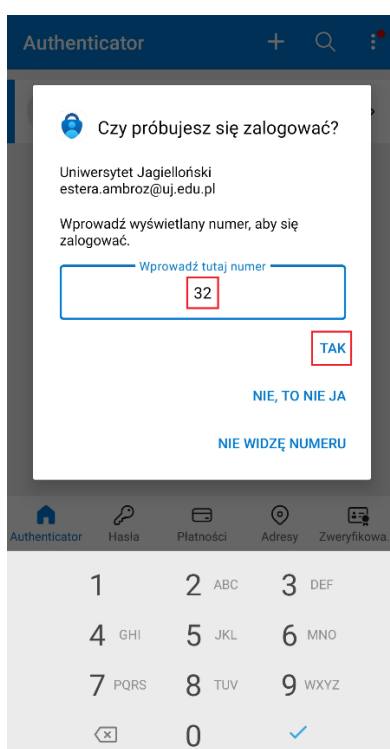 Authenticator
Czy próbujesz się zalogować?
Uniwersytet Jagielloński
estera.ambroz@uj.edu.pl
Wprowadź wyświetlany numer, aby się
zalogować.
Wprowadź tutaj numer
32
TAK
NIE, TO NIE JA
NIE WIDZĘ NUMERU
Authenticator Hasła Płatności Adresy Zweryfikowa.
1 2 ABC 3 DEF
4 GHI 5 JKL 6 MNO
7 PQRS 8 TUV 9 WXYZ
0